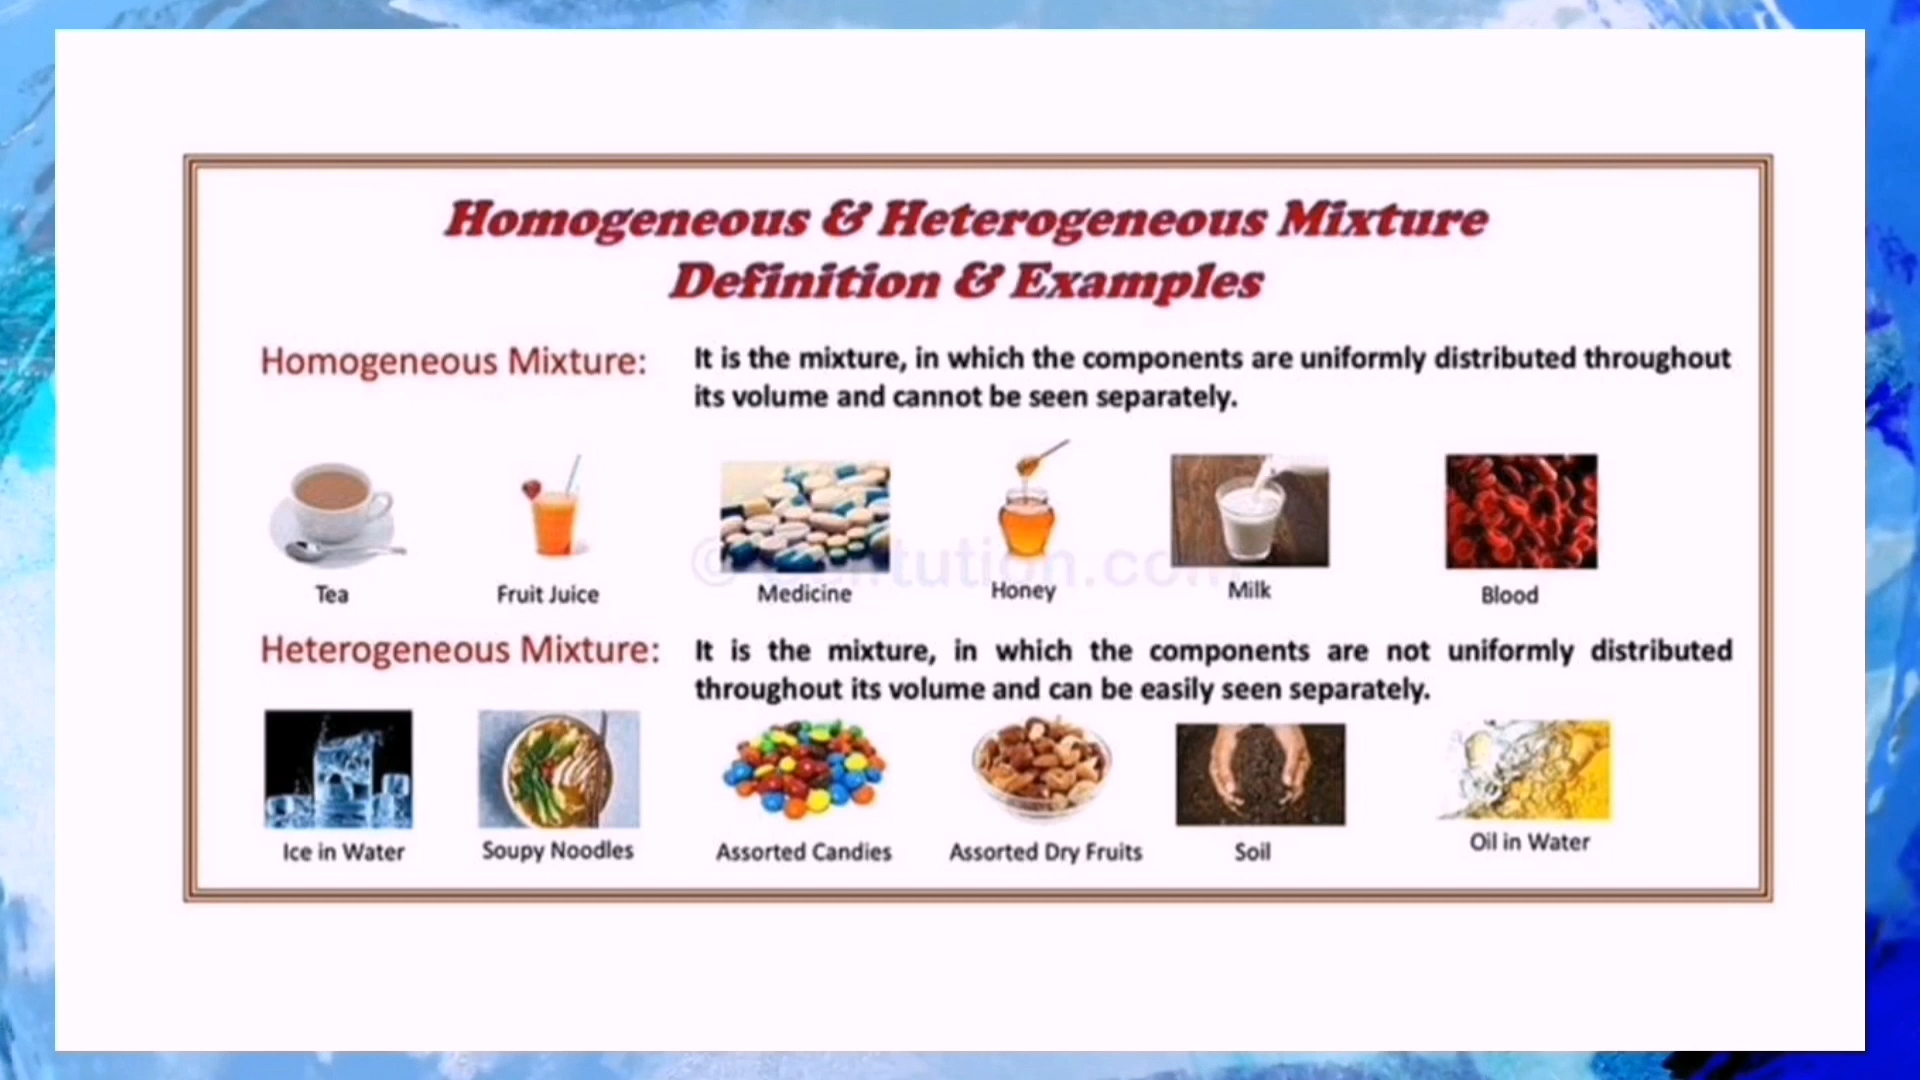 Homogeneous & Heterogeneous Mixture
Definition & Examples
Homogeneous Mixture:
It is the mixture, in which the components are uniformly distributed throughout
its volume and cannot be seen separately.
Tea
Fruit Juice
Medicine
Honey
Milk
Blood
Heterogeneous Mixture:
It is the mixture, in which the components are not uniformly distributed
throughout its volume and can be easily seen separately.
Ice in Water
Soupy Noodles
Assorted Candies
Assorted Dry Fruits
Soil
Oil in Water